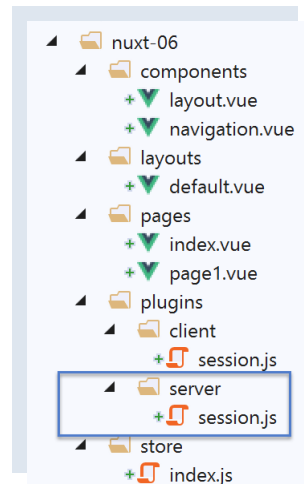 nuxt-06
components
layout.vue
navigation.vue
layouts
default.vue
pages
index.vue
page1.vue
plugins
client
session.js
server
session.js
store
index.js